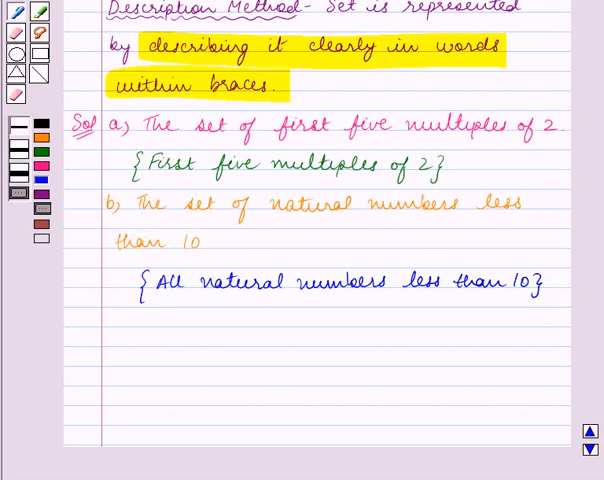 Description Method- Set is represented
by describing it clearly in words
within braces.
Sol a) The set of first five multiples of 2.
{First five multiples of 2}
b) The set of natural numbers less
than 10
{All natural numbers less than 10}